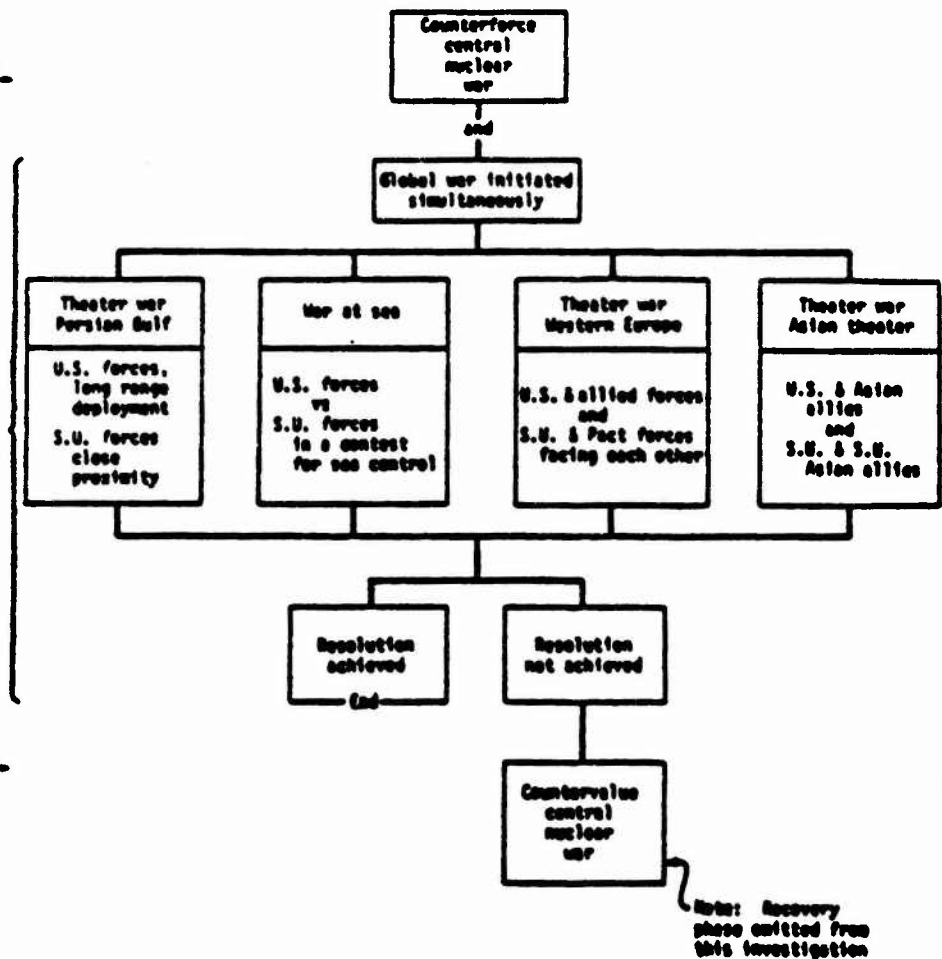 Counterforce
central
nuclear
war
and
Global war initiated
simultaneously
Theater war
Persian Gulf
U.S. forces,
long range
deployment
S.U. forces
close
proximity
War at sea
U.S. forces
vs
S.U. forces
in a contest
for sea control
Theater war
Western Europe
U.S. & allied forces
and
S.U. & Pact forces
facing each other
Theater war
Asian theater
U.S. & Asian
allies
and
S.U. & S.U.
Asian allies
Resolution
achieved
End
Resolution
not achieved
Countervalue
central
nuclear
war
Note: Recovery
phase omitted from
this investigation